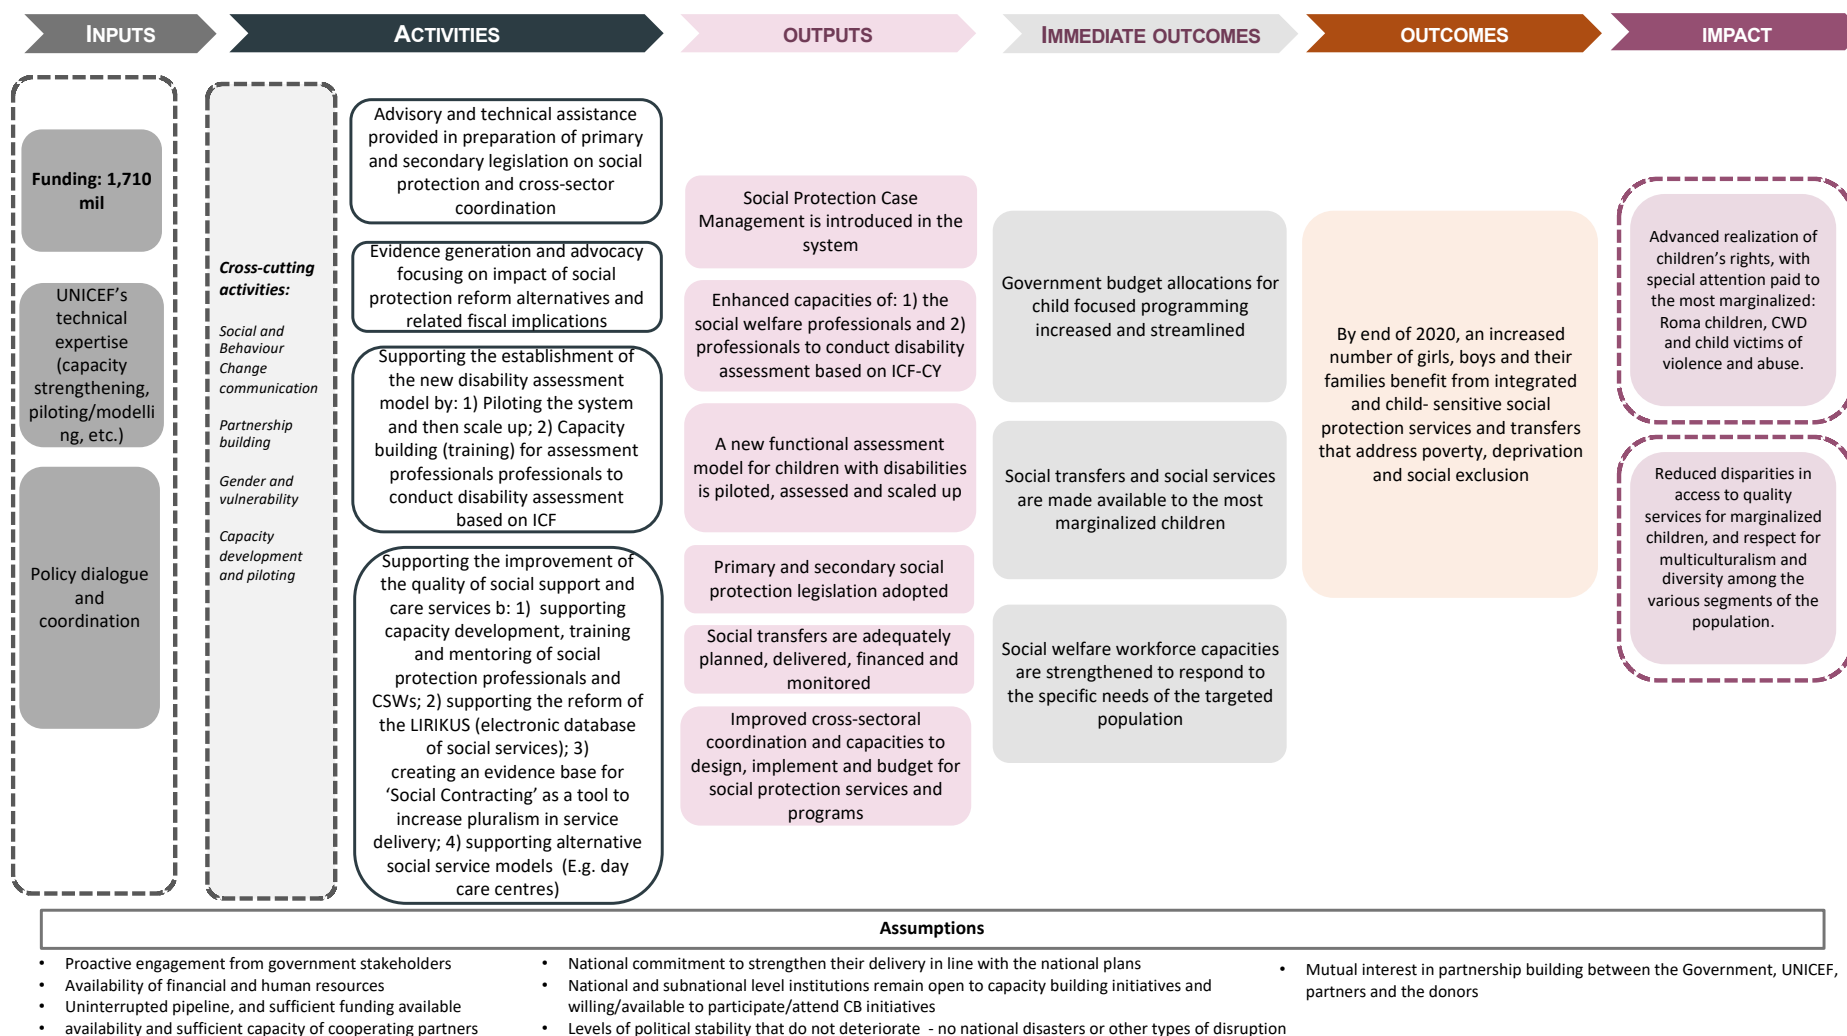 INPUTS
ACTIVITIES
OUTPUTS
IMMEDIATE OUTCOMES
OUTCOMES
IMPACT
Funding: 1,710
mil
UNICEF's
technical
expertise
(capacity
strengthening,
piloting/modelli
ng, etc.)
Policy dialogue
and
coordination
Cross-cutting
activities:
Social and
Behaviour
Change
communication
Partnership
building
Gender and
vulnerability
Capacity
development
and piloting
Advisory and technical assistance
provided in preparation of primary
and secondary legislation on social
protection and cross-sector
coordination
Evidence generation and advocacy
focusing on impact of social
protection reform alternatives and
related fiscal implications
Supporting the establishment of
the new disability assessment
model by: 1) Piloting the system
and then scale up; 2) Capacity
building (training) for assessment
professionals professionals to
conduct disability assessment
based on ICF
Supporting the improvement of
the quality of social support and
care services b: 1)  supporting
capacity development, training
and mentoring of social
protection professionals and
CSWs; 2) supporting the reform of
the LIRIKUS (electronic database
of social services); 3)
creating an evidence base for
‘Social Contracting’ as a tool to
increase pluralism in service
delivery; 4) supporting alternative
social service models  (E.g. day
care centres)
Social Protection Case
Management is introduced in the
system
Enhanced capacities of: 1) the
social welfare professionals and 2)
professionals to conduct disability
assessment based on ICF-CY
A new functional assessment
model for children with disabilities
is piloted, assessed and scaled up
Primary and secondary social
protection legislation adopted
Social transfers are adequately
planned, delivered, financed and
monitored
Improved cross-sectoral
coordination and capacities to
design, implement and budget for
social protection services and
programs
Government budget allocations for
child focused programming
increased and streamlined
Social transfers and social services
are made available to the most
marginalized children
Social welfare workforce capacities
are strengthened to respond to
the specific needs of the targeted
population
By end of 2020, an increased
number of girls, boys and their
families benefit from integrated
and child- sensitive social
protection services and transfers
that address poverty, deprivation
and social exclusion
Advanced realization of
children’s rights, with
special attention paid to
the most marginalized:
Roma children, CWD
and child victims of
violence and abuse.
Reduced disparities in
access to quality
services for marginalized
children, and respect for
multiculturalism and
diversity among the
various segments of the
population.
Assumptions
• Proactive engagement from government stakeholders
• Availability of financial and human resources
• Uninterrupted pipeline, and sufficient funding available
• availability and sufficient capacity of cooperating partners
• National commitment to strengthen their delivery in line with the national plans
• National and subnational level institutions remain open to capacity building initiatives and
willing/available to participate/attend CB initiatives
• Levels of political stability that do not deteriorate  - no national disasters or other types of disruption
• Mutual interest in partnership building between the Government, UNICEF,
partners and the donors